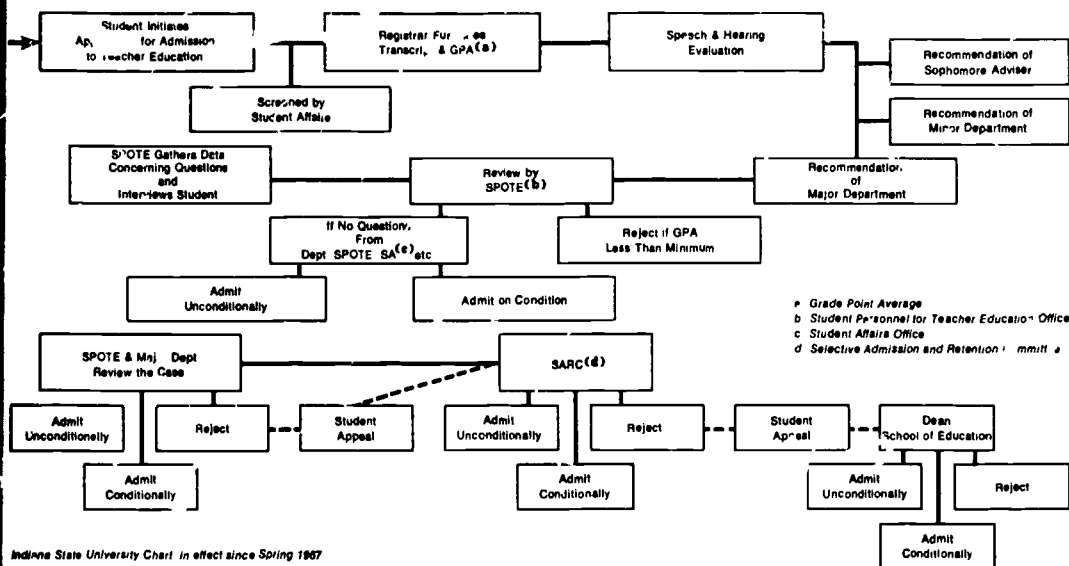 Student Initiates
for Admission
to Teacher Education
Registrar
Transcrip & GPA(a)
Speech & Hearing
Evaluation
Recommendation of
Sophomore Adviser
Screened by
Student Affairs
Recommendation of
Minor Department
SPOTE Gathers Data
Concerning Questions
and
Interviews Student
Review by
SPOTE(b)
Recommendation
of
Major Department
If No Questions
From
Dept SPOTE SA(c) etc
Reject if GPA
Less Than Minimum
Admit
Unconditionally
Admit on Condition
Grade Point Average
b Student Personnel for Teacher Education Office
c Student Affairs Office
d Selective Admission and Retention
SPOTE & Dept
Review the Case
SARC(d)
Admit
Unconditionally
Reject
Student
Appeal
Admit
Unconditionally
Reject
Student
Appeal
Dean
School of Education
Admit
Conditionally
Admit
Conditionally
Admit
Unconditionally
Reject
Admit
Conditionally
Indiana State University Chart in effect since Spring 1967